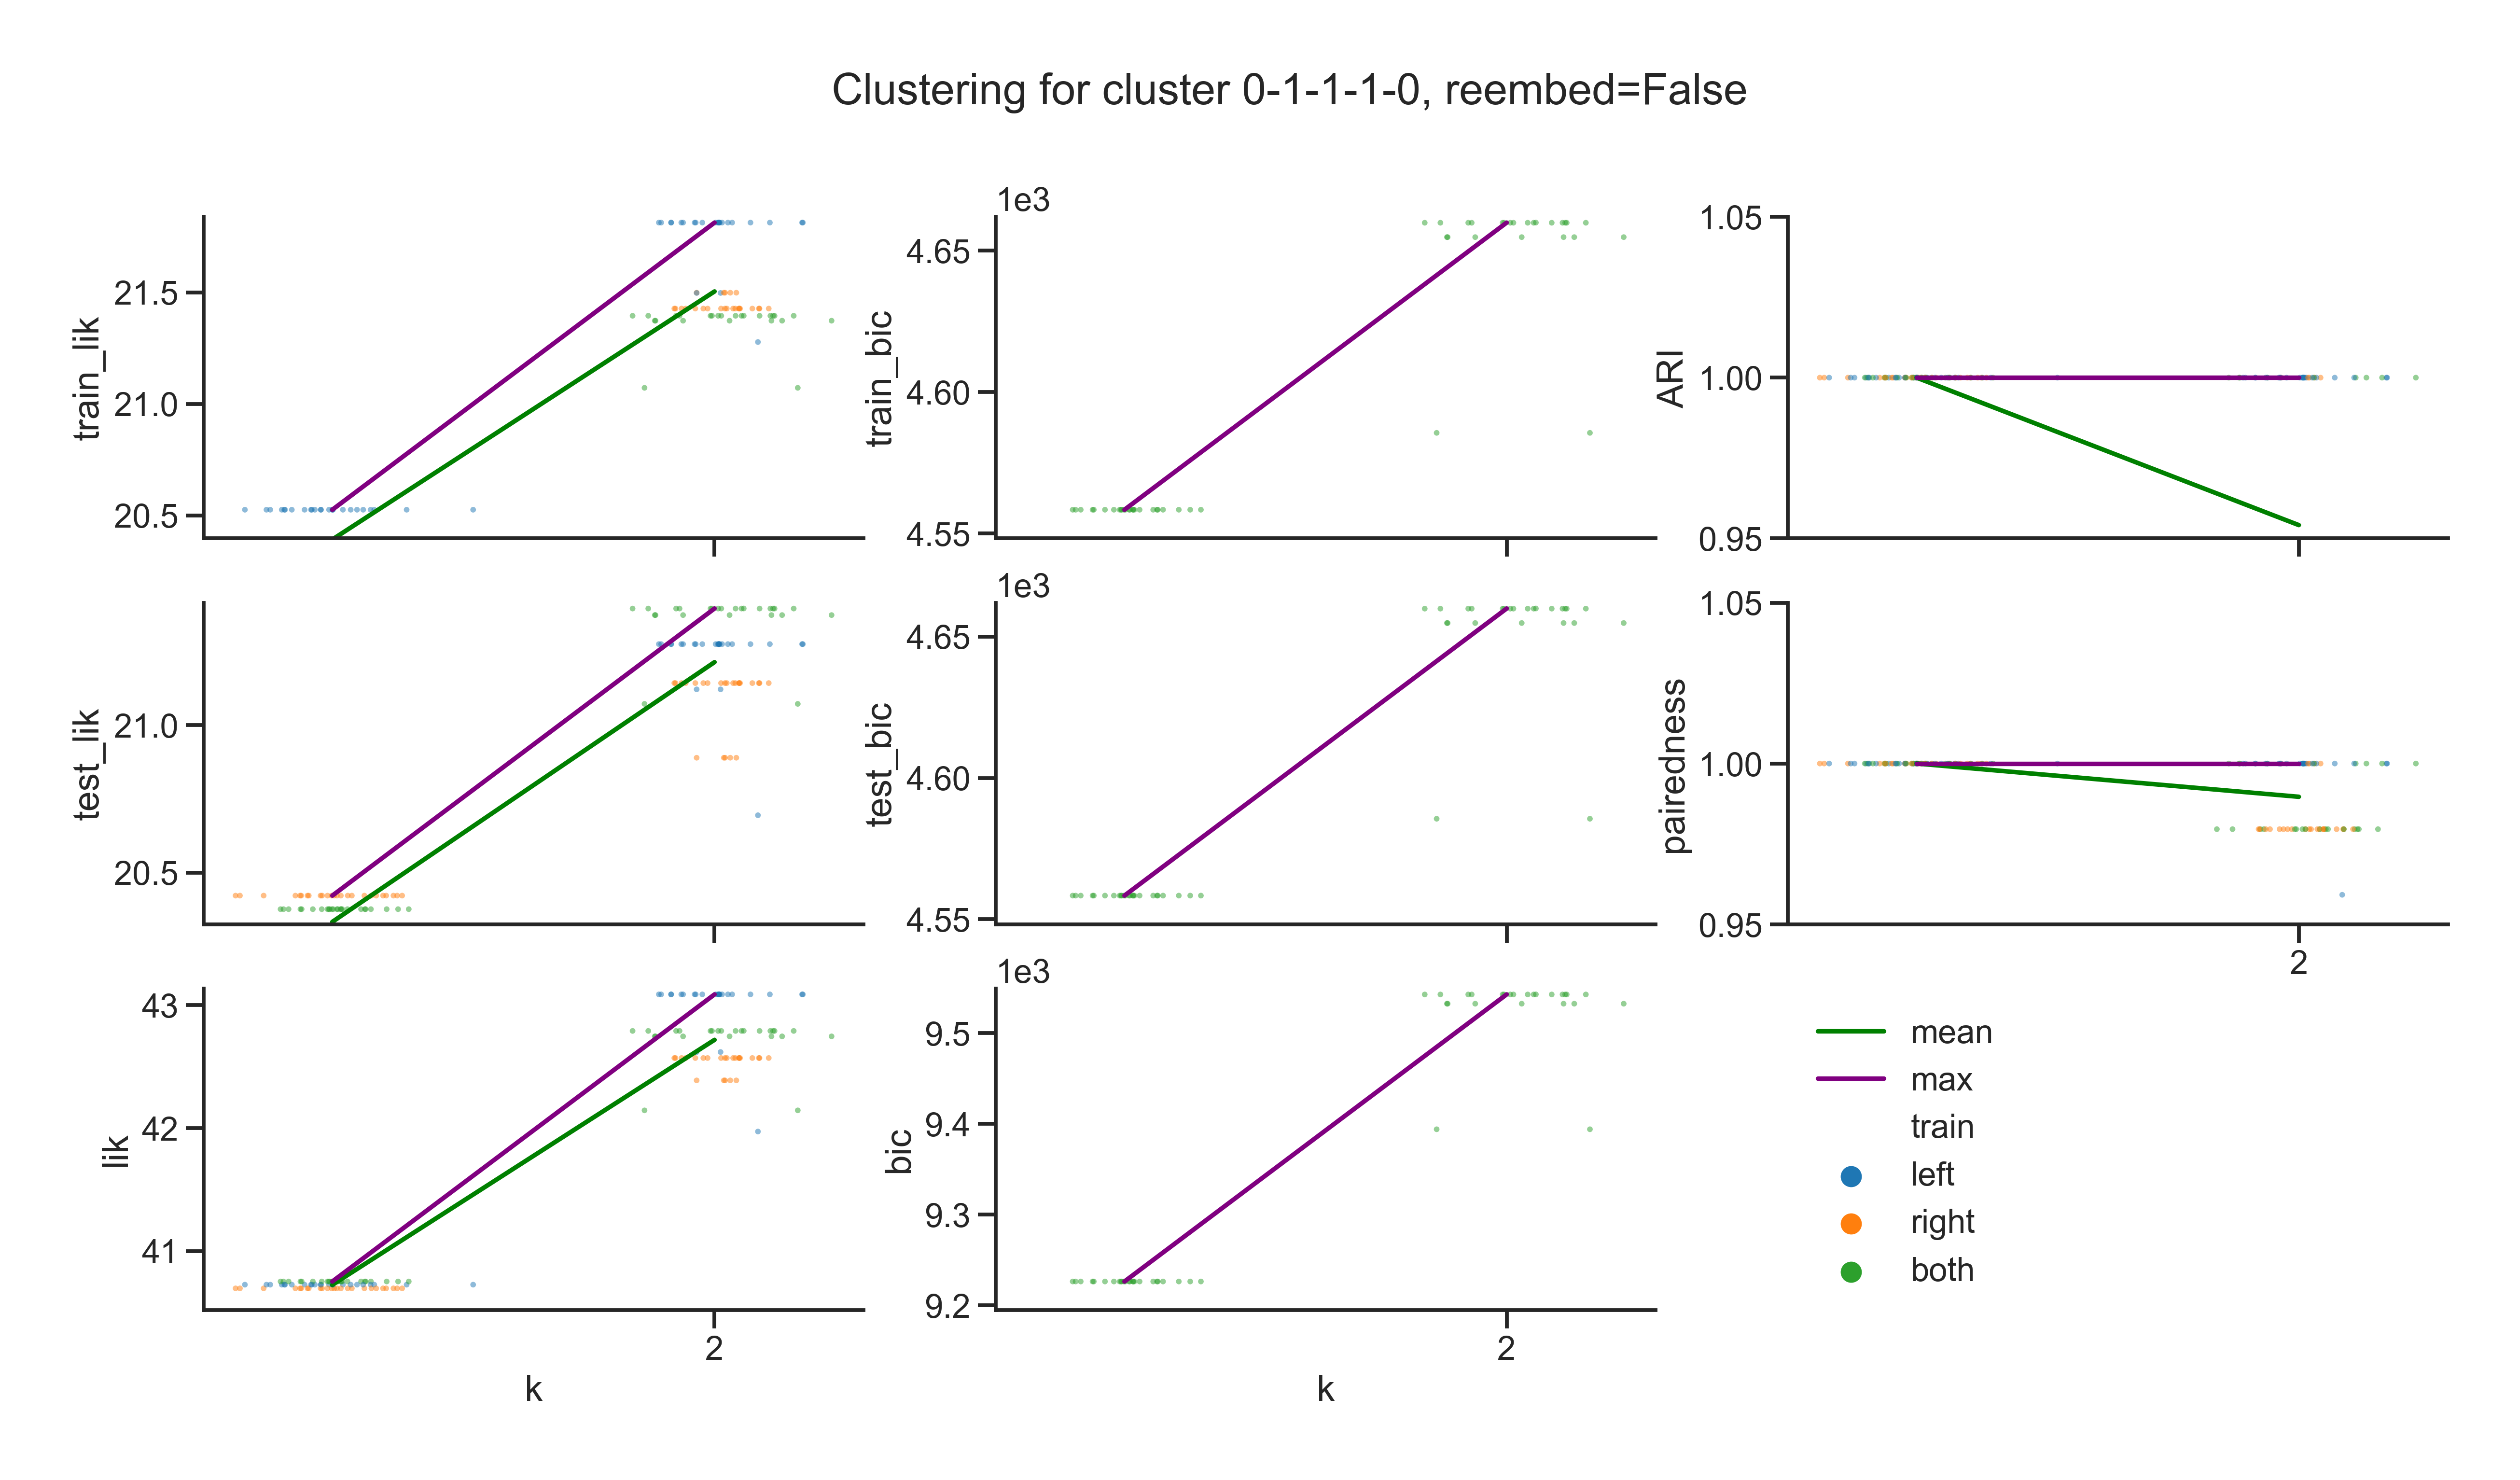 Clustering for cluster 0-1-1-1-0, reembed=False
train_lik
21.5
21.0
20.5
1e3
train_bic
4.65
4.60
4.55
ARI
1.05
1.00
0.95
test_lik
21.0
20.5
1e3
test_bic
4.65
4.60
4.55
pairedness
1.05
1.00
0.95
2
lik
43
42
41
2
k
1e3
bic
9.5
9.4
9.3
9.2
2
k
mean
max
train
left
right
both